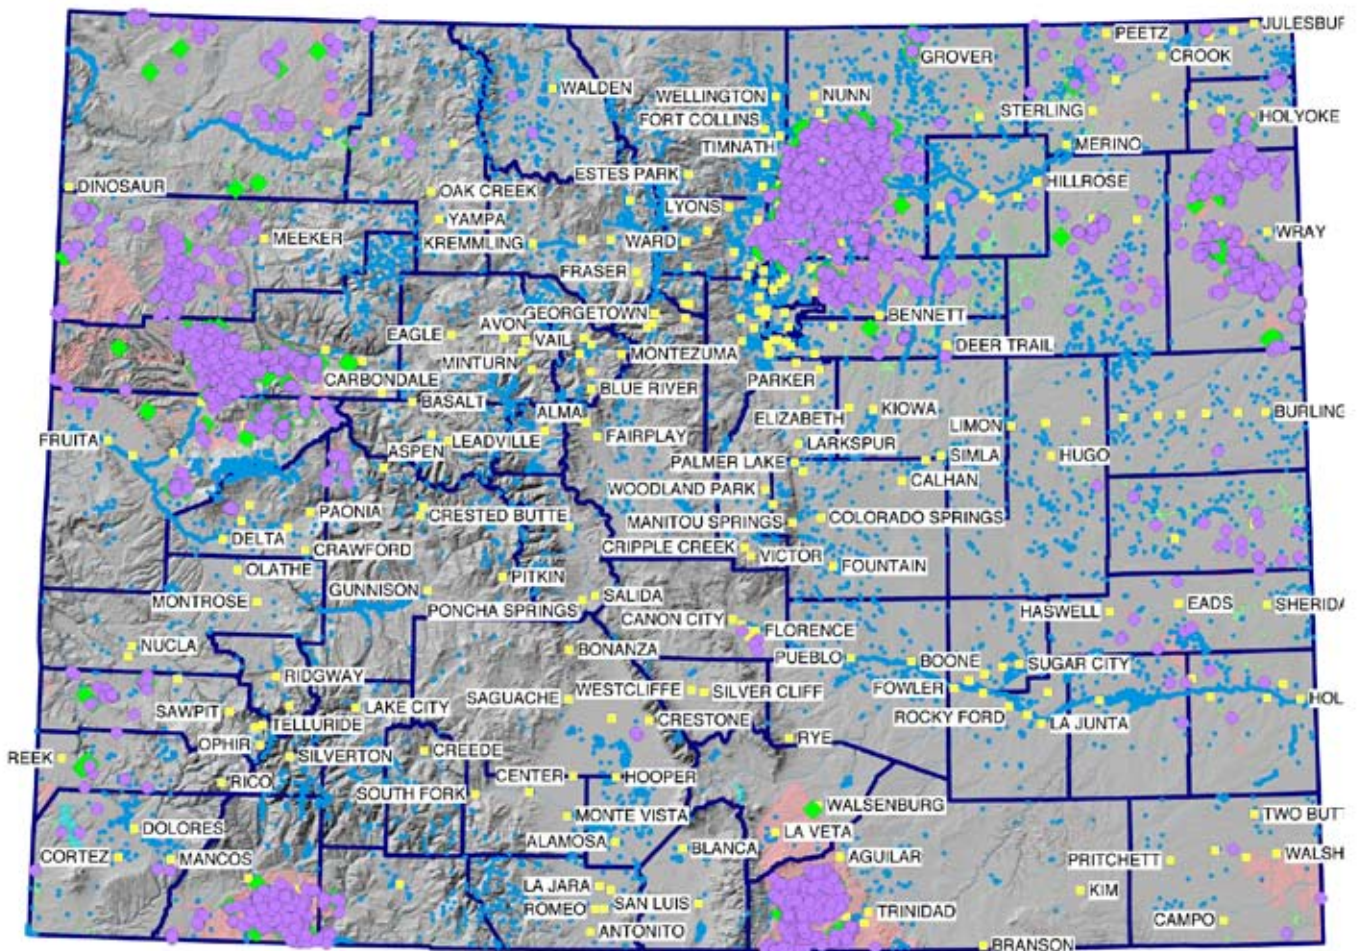 JULESBUR
PEETZ
CROOK
GROVER
WALDEN
WELLINGTON
NUNN
STERLING
FORT COLLINS
HOLYOKE
TIMNATH
MERINO
ESTES PARK
HILLROSE
DINOSAUR
OAK CREEK
LYONS
YAMPA
MEEKER
KREMMLING
WARD
WRAY
FRASER
GEORGETOWN
BENNETT
AVON
EAGLE
VAIL
DEER TRAIL
MONTEZUMA
MINTURN
CARBONDALE
PARKER
BLUE RIVER
BASALT
KIOWA
ALMA
ELIZABETH
BURLING
LIMON
FRUITA
LEADVILLE
FAIRPLAY
LARKSPUR
ASPEN
SIMLA
HUGO
PALMER LAKE
CALHAN
WOODLAND PARK
PAONIA
CRESTED BUTTE
COLORADO SPRINGS
MANITOU SPRINGS
DELTA
CRAWFORD
CRIPPLE CREEK
VICTOR
FOUNTAIN
OLATHE
PITKIN
GUNNISON
SALIDA
MONTROSE
EADS
SHERIDA
PONCHA SPRINGS
HASWELL
CANON CITY
FLORENCE
NUCLA
BONANZA
PUEBLO
BOONE
SUGAR CITY
RIDGWAY
WESTCLIFFE
SILVER CLIFF
FOWLER
SAGUACHE
HOL
LAKE CITY
SAWPIT
ROCKY FORD
CRESTONE
TELLURIDE
LA JUNTA
RYE
OPHIR
CREEDE
REEK
SILVERTON
CENTER
HOOPER
RICO
SOUTH FORK
WALSENBURG
MONTE VISTA
TWO BUTT
DOLORES
LA VETA
ALAMOSA
BLANCA
WALSH
CORTEZ
MANCOS
AGUILAR
PRITCHETT
LA JARA
KIM
SAN LUIS
ROMEO
TRINIDAD
CAMPO
ANTONITO
BRANSON